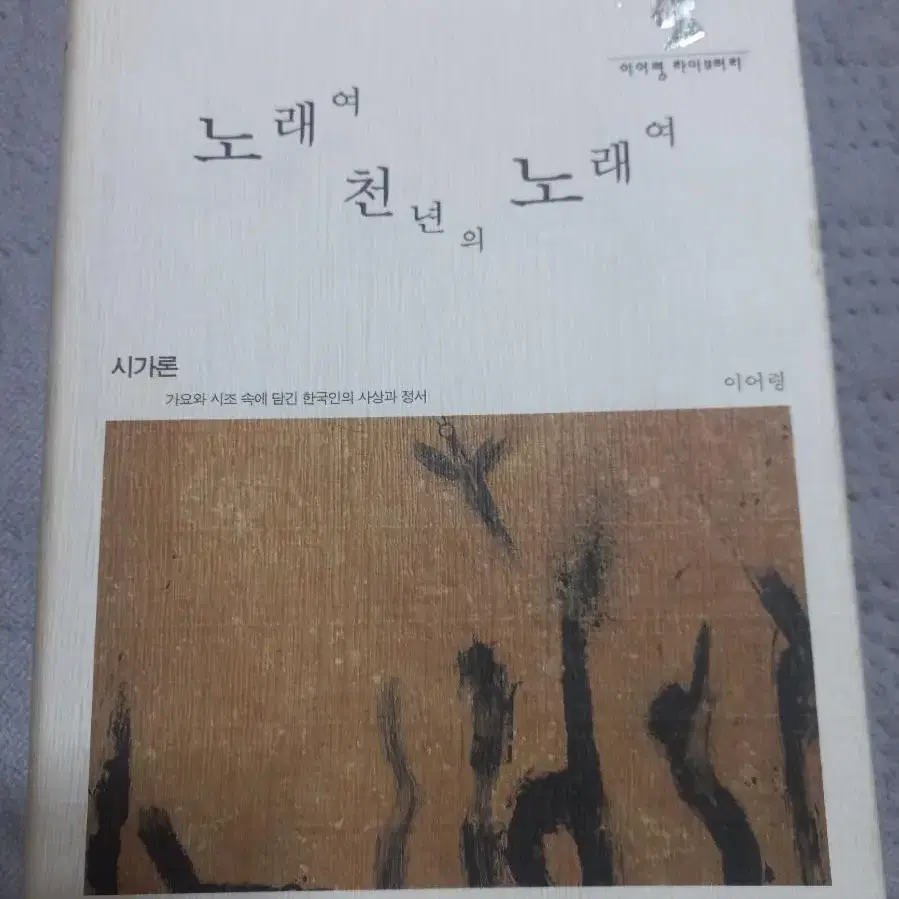 이어령 라이브러리
노래여
천년의 노래여
시가론
이어령
가요와 시조 속에 담긴 한국인의 사상과 정서